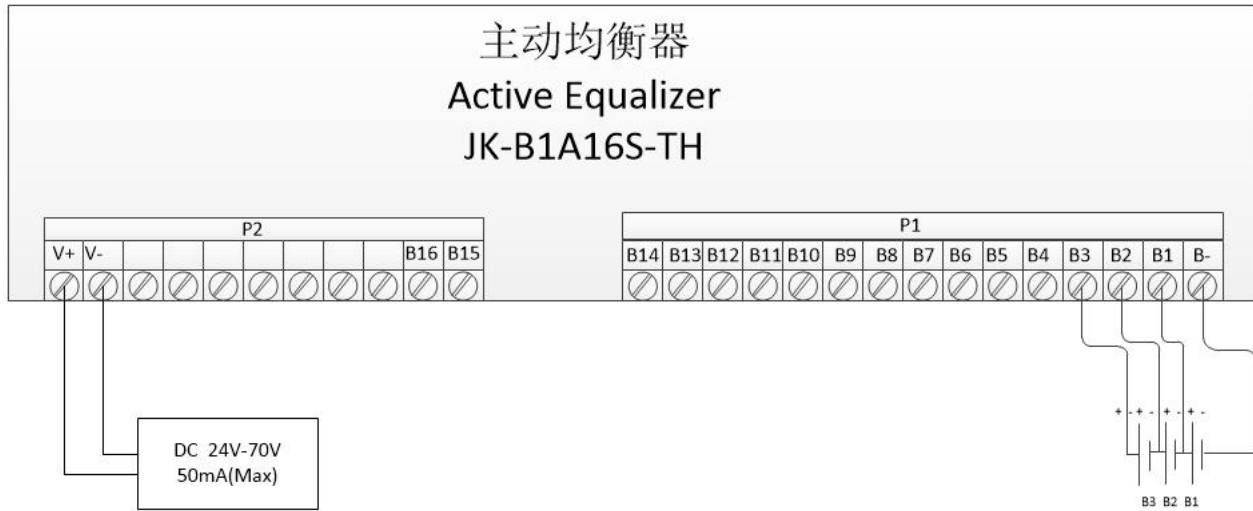 主动均衡器
Active Equalizer
JK-B1A16S-TH
P2
V+ V- B16 B15
P1
B14 B13 B12 B11 B10 B9 B8 B7 B6 B5 B4 B3 B2 B1 B-
DC 24V-70V
50mA(Max)
+ - + - + - + -
B3 B2 B1